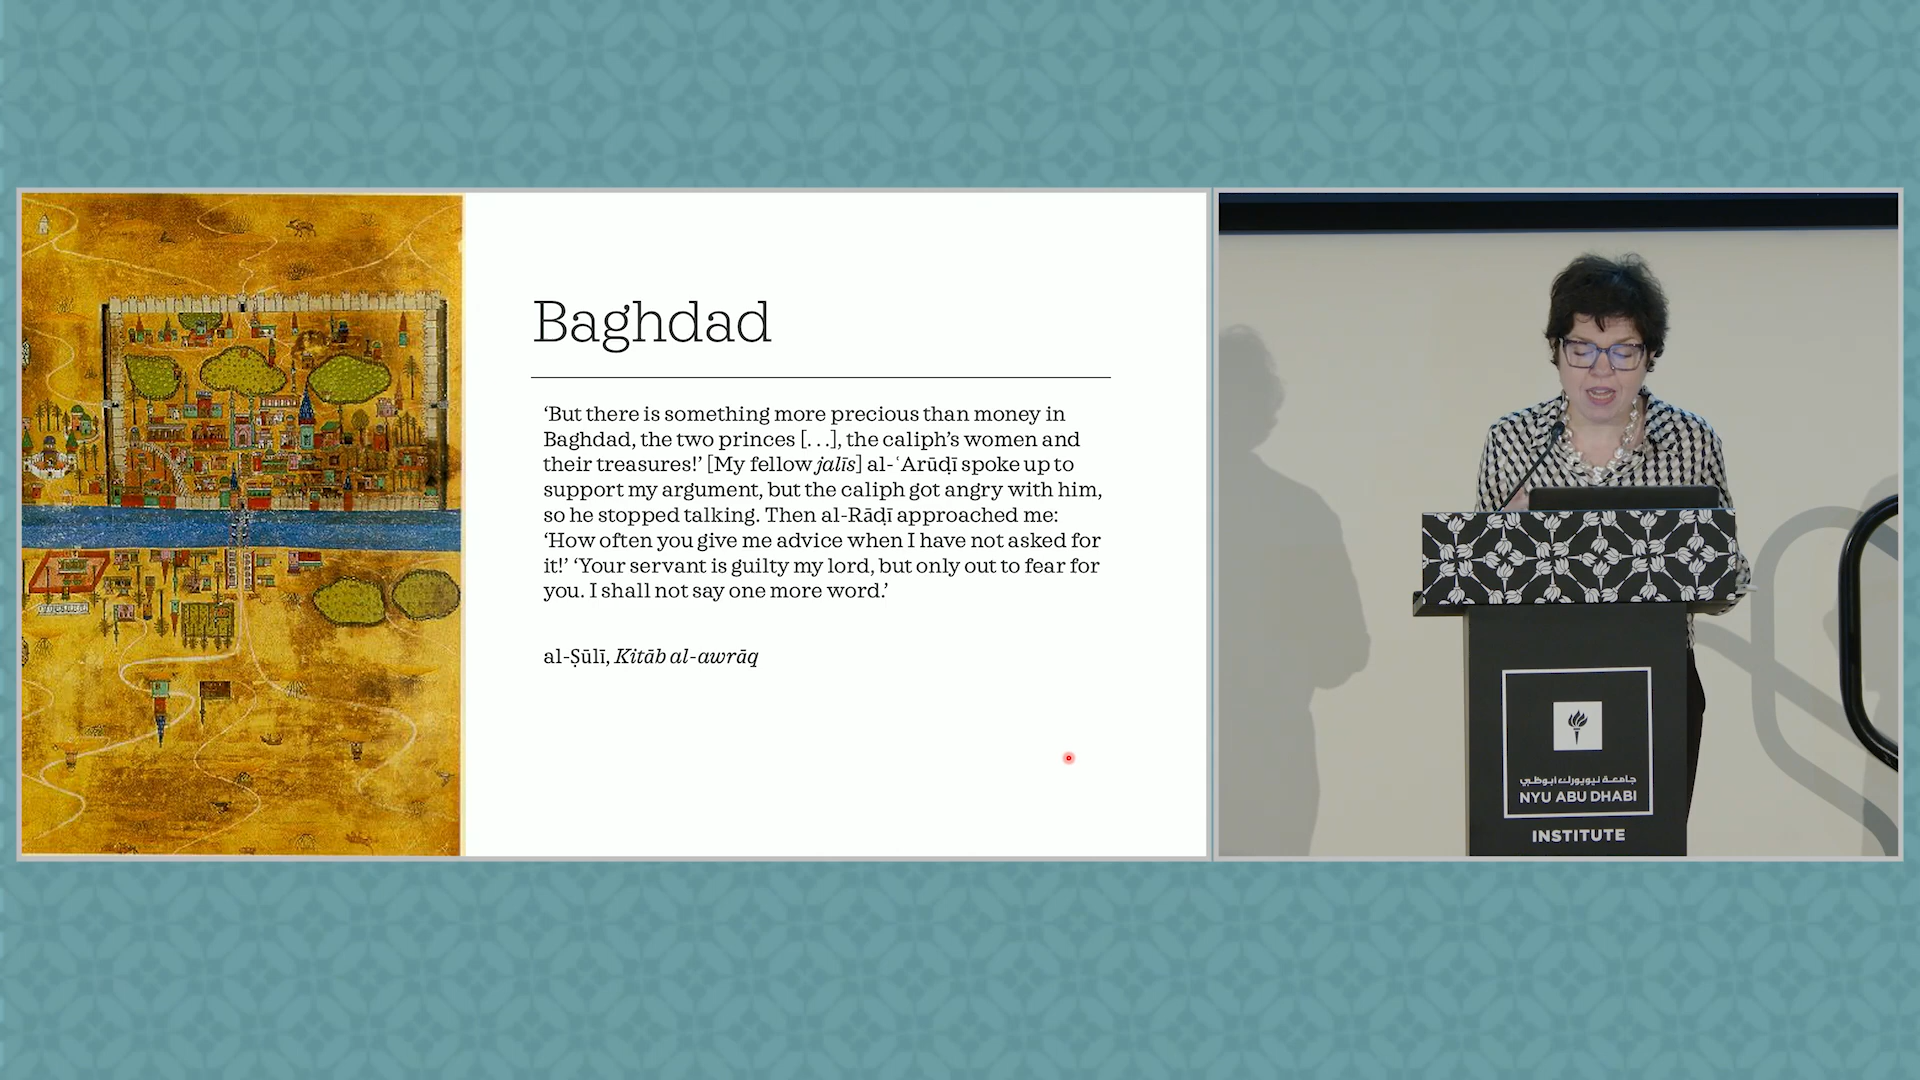 Baghdad
‘But there is something more precious than money in
Baghdad, the two princes [. . .], the caliph’s women and
their treasures!’ [My fellow jalīs] al-ʿArūḍī spoke up to
support my argument, but the caliph got angry with him,
so he stopped talking. Then al-Rāḍī approached me:
‘How often you give me advice when I have not asked for
it!’ ‘Your servant is guilty my lord, but only out to fear for
you. I shall not say one more word.’
al-Ṣūlī, Kitāb al-awrāq
جامعة نيويورك أبوظبي
NYU ABU DHABI
INSTITUTE